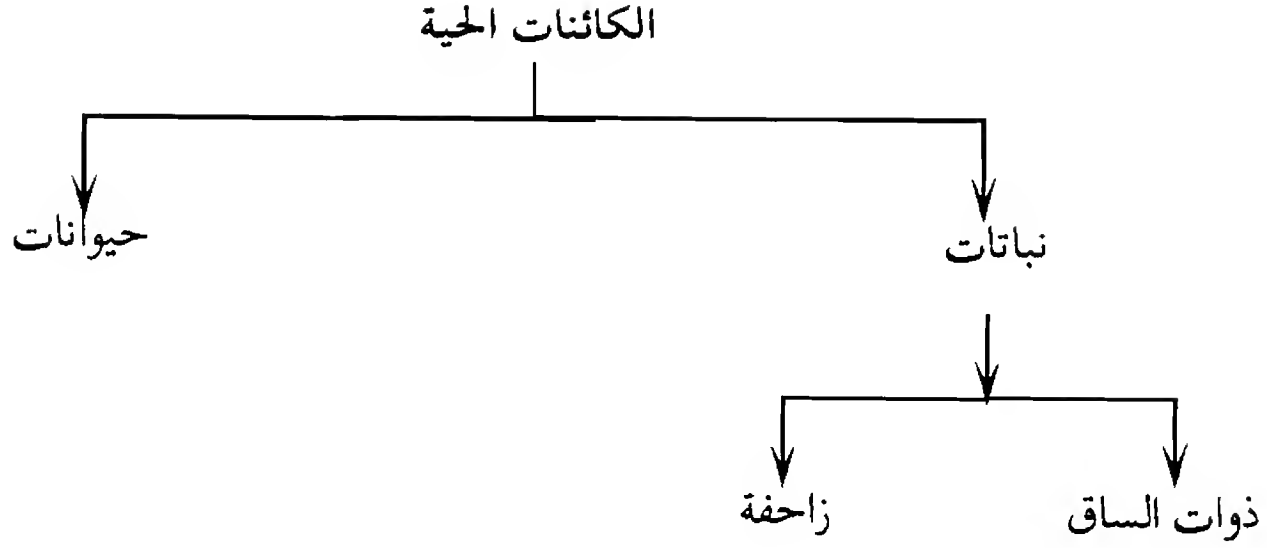 الكائنات الحية
نباتات
حيوانات
ذوات الساق
زاحفة